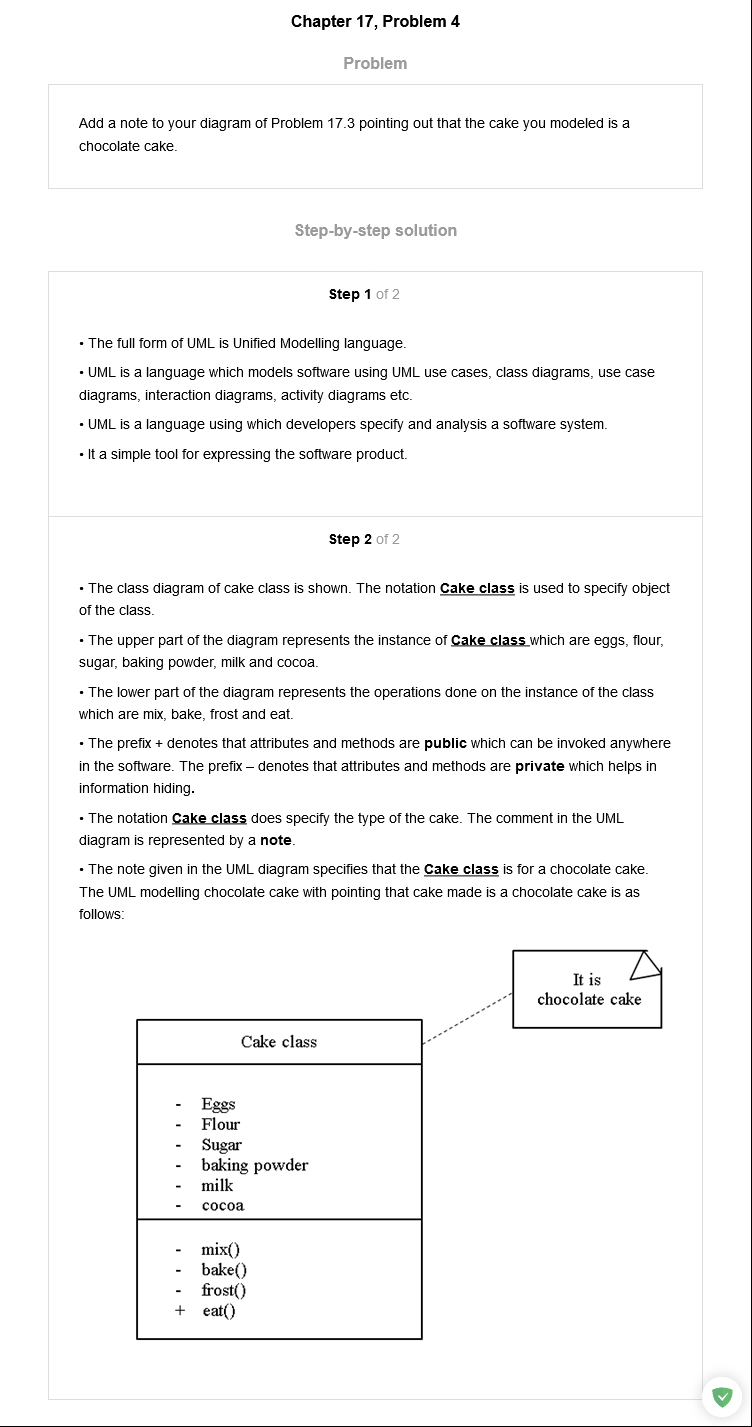 Chapter 17, Problem 4
Problem
Add a note to your diagram of Problem 17.3 pointing out that the cake you modeled is a
chocolate cake.
Step-by-step solution
Step 1 of 2
• The full form of UML is Unified Modelling language.
• UML is a language which models software using UML use cases, class diagrams, use case
diagrams, interaction diagrams, activity diagrams etc.
• UML is a language using which developers specify and analysis a software system.
• It a simple tool for expressing the software product.
Step 2 of 2
• The class diagram of cake class is shown. The notation Cake class is used to specify object
of the class.
• The upper part of the diagram represents the instance of Cake class which are eggs, flour,
sugar, baking powder, milk and cocoa.
• The lower part of the diagram represents the operations done on the instance of the class
which are mix, bake, frost and eat.
• The prefix + denotes that attributes and methods are public which can be invoked anywhere
in the software. The prefix – denotes that attributes and methods are private which helps in
information hiding.
• The notation Cake class does specify the type of the cake. The comment in the UML
diagram is represented by a note.
• The note given in the UML diagram specifies that the Cake class is for a chocolate cake.
The UML modelling chocolate cake with pointing that cake made is a chocolate cake is as
follows:
It is
chocolate cake
Cake class
- Eggs
- Flour
- Sugar
- baking powder
- milk
- cocoa
- mix()
- bake()
- frost()
+ eat()